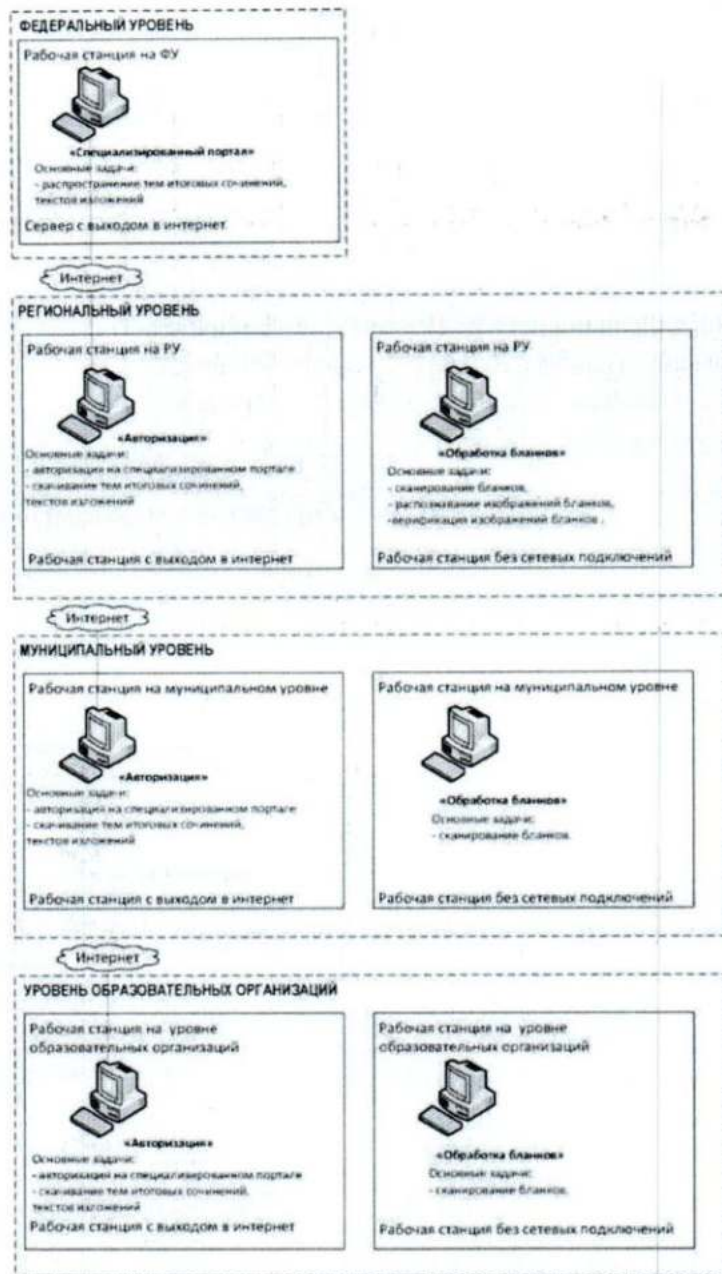 ФЕДЕРАЛЬНЫЙ УРОВЕНЬ
Рабочая станция на ФУ
«Специализированный портал»
Основные задачи:
- распространение тем итоговых сочинений,
текстов изложений
Сервер с выходом в интернет
Интернет
РЕГИОНАЛЬНЫЙ УРОВЕНЬ
Рабочая станция на РУ
«Авторизация»
Основные задачи:
- авторизация на специализированном портале
- скачивание тем итоговых сочинений,
текстов изложений
Рабочая станция с выходом в интернет
Рабочая станция на РУ
«Обработка бланков»
Основные задачи:
- сканирование бланков,
- распознавание изображений бланков,
-верификация изображений бланков ,
Рабочая станция без сетевых подключений
Интернет
МУНИЦИПАЛЬНЫЙ УРОВЕНЬ
Рабочая станция на муниципальном уровне
«Авторизация»
Основные задачи:
- авторизация на специализированном портале
- скачивание тем итоговых сочинений,
текстов изложений
Рабочая станция с выходом в интернет
Рабочая станция на муниципальном уровне
«Обработка бланков»
Основные задачи:
- сканирование бланков.
Рабочая станция без сетевых подключений
Интернет
УРОВЕНЬ ОБРАЗОВАТЕЛЬНЫХ ОРГАНИЗАЦИЙ
Рабочая станция на уровне
образовательных организаций
«Авторизация»
Основные задачи:
- авторизация на специализированном портале
- скачивание тем итоговых сочинений,
текстов изложений
Рабочая станция с выходом в интернет
Рабочая станция на уровне
образовательных организаций
«Обработка бланков»
Основные задачи:
- сканирование бланков.
Рабочая станция без сетевых подключений